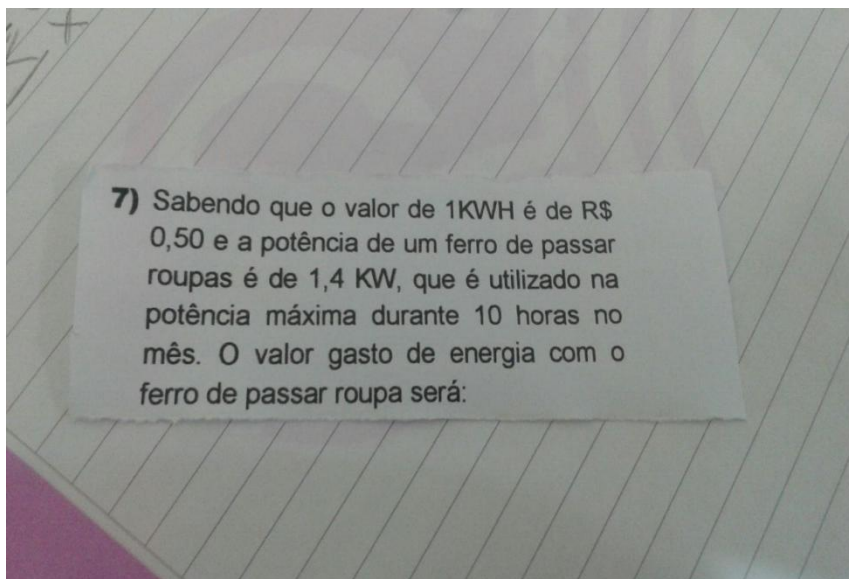 7) Sabendo que o valor de 1KWH é de R$
0,50 e a potência de um ferro de passar
roupas é de 1,4 KW, que é utilizado na
potência máxima durante 10 horas no
mês. O valor gasto de energia com o
ferro de passar roupa será: